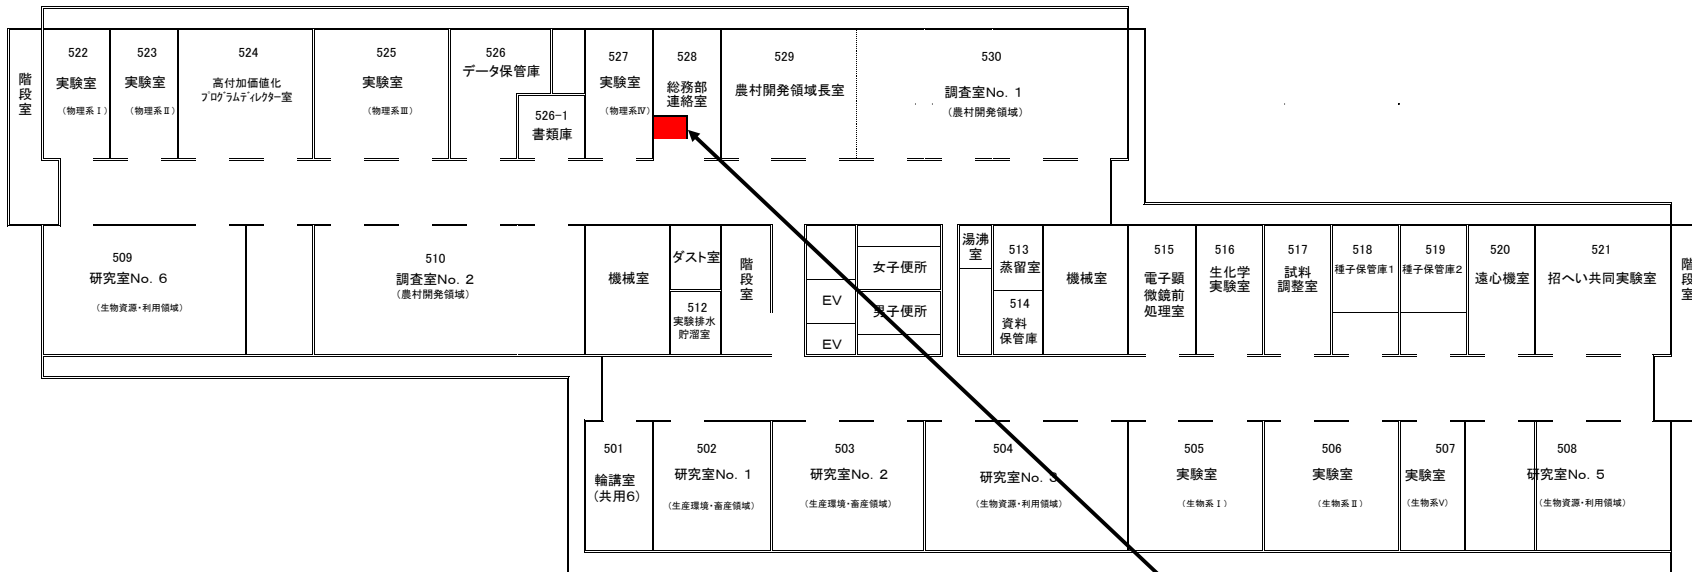 階段室
522
実験室
(物理系Ⅰ)
523
実験室
(物理系Ⅱ)
524
高付加価値化
ﾌﾟﾛｸﾞﾗﾑﾃﾞｨﾚｸﾀｰ室
525
実験室
(物理系Ⅲ)
526
データ保管庫
526-1
書類庫
527
実験室
(物理系Ⅳ)
528
総務部
連絡室
529
農村開発領域長室
530
調査室No. 1
(農村開発領域)
509
研究室No. 6
(生物資源・利用領域)
510
調査室No. 2
(農村開発領域)
機械室
ダスト室
512
実験排水
貯溜室
階段室
EV
EV
女子便所
男子便所
湯沸
室
513
蒸留室
514
資料
保管庫
機械室
515
電子顕
微鏡前
処理室
516
生化学
実験室
517
試料
調整室
518
種子保管庫1
519
種子保管庫2
520
遠心機室
521
招へい共同実験室
階段室
501
輪講室
(共用6)
502
研究室No. 1
(生産環境・畜産領域)
503
研究室No. 2
(生産環境・畜産領域)
504
研究室No. 3
(生物資源・利用領域)
505
実験室
(生物系Ⅰ)
506
実験室
(生物系Ⅱ)
507
実験室
(生物系Ⅴ)
508
研究室No. 5
(生物資源・利用領域)